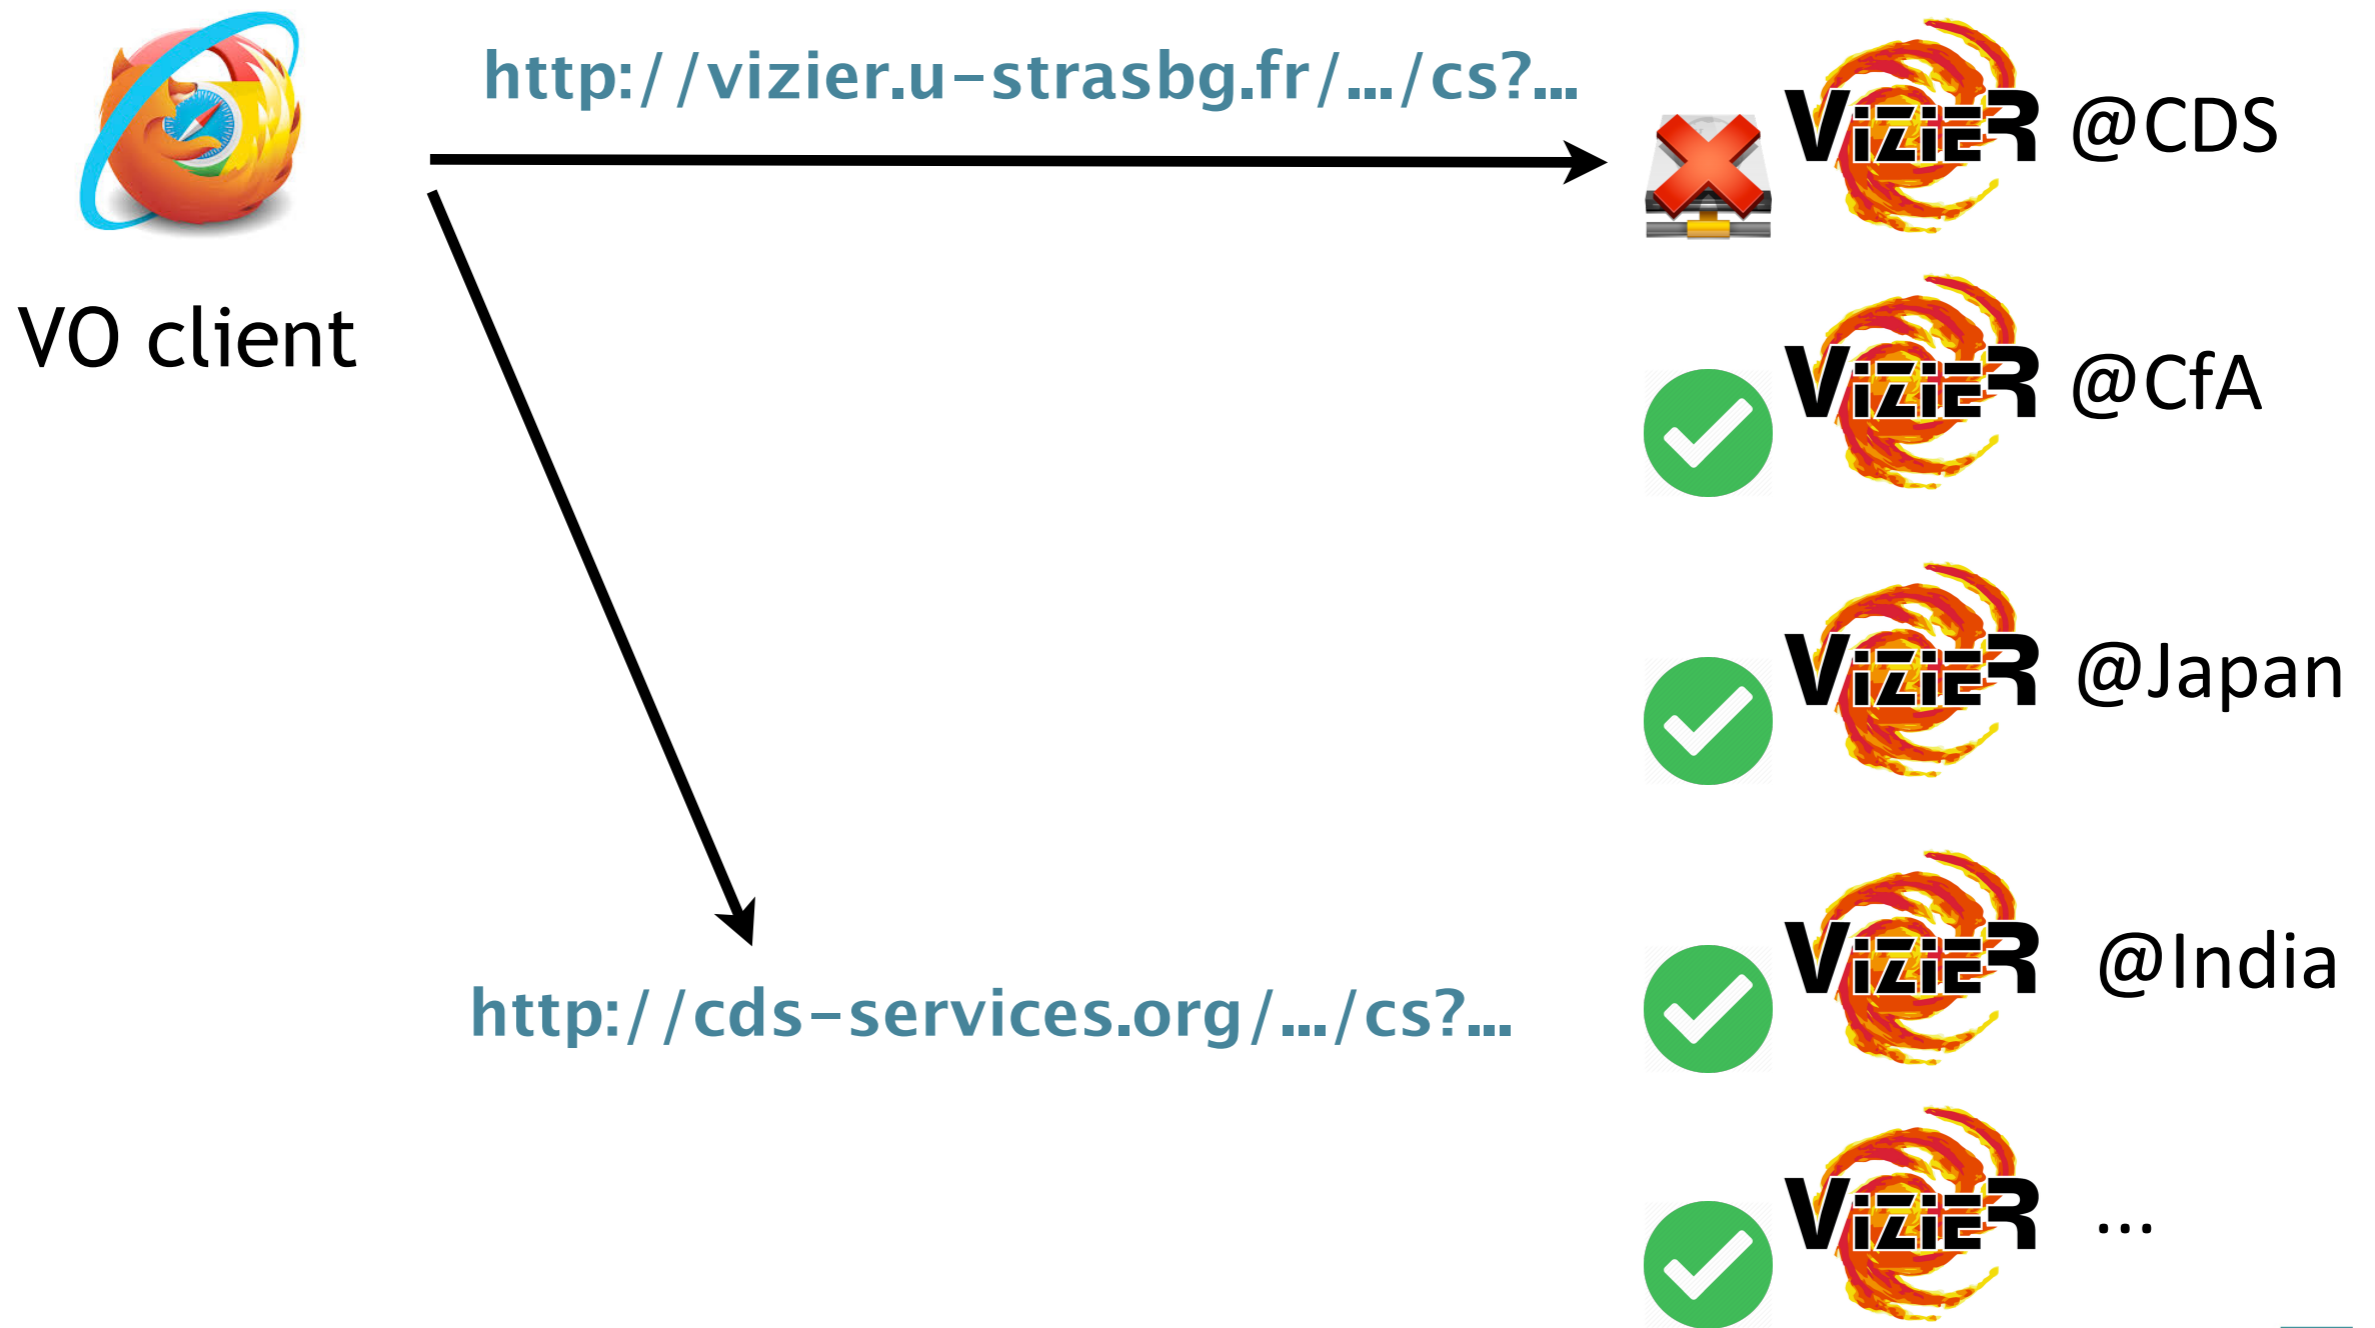 http://vizier.u-strasbg.fr/.../cs?...
VizieR @CDS
VO client
VizieR @CfA
VizieR @Japan
VizieR @India
http://cds-services.org/.../cs?...
VizieR ...